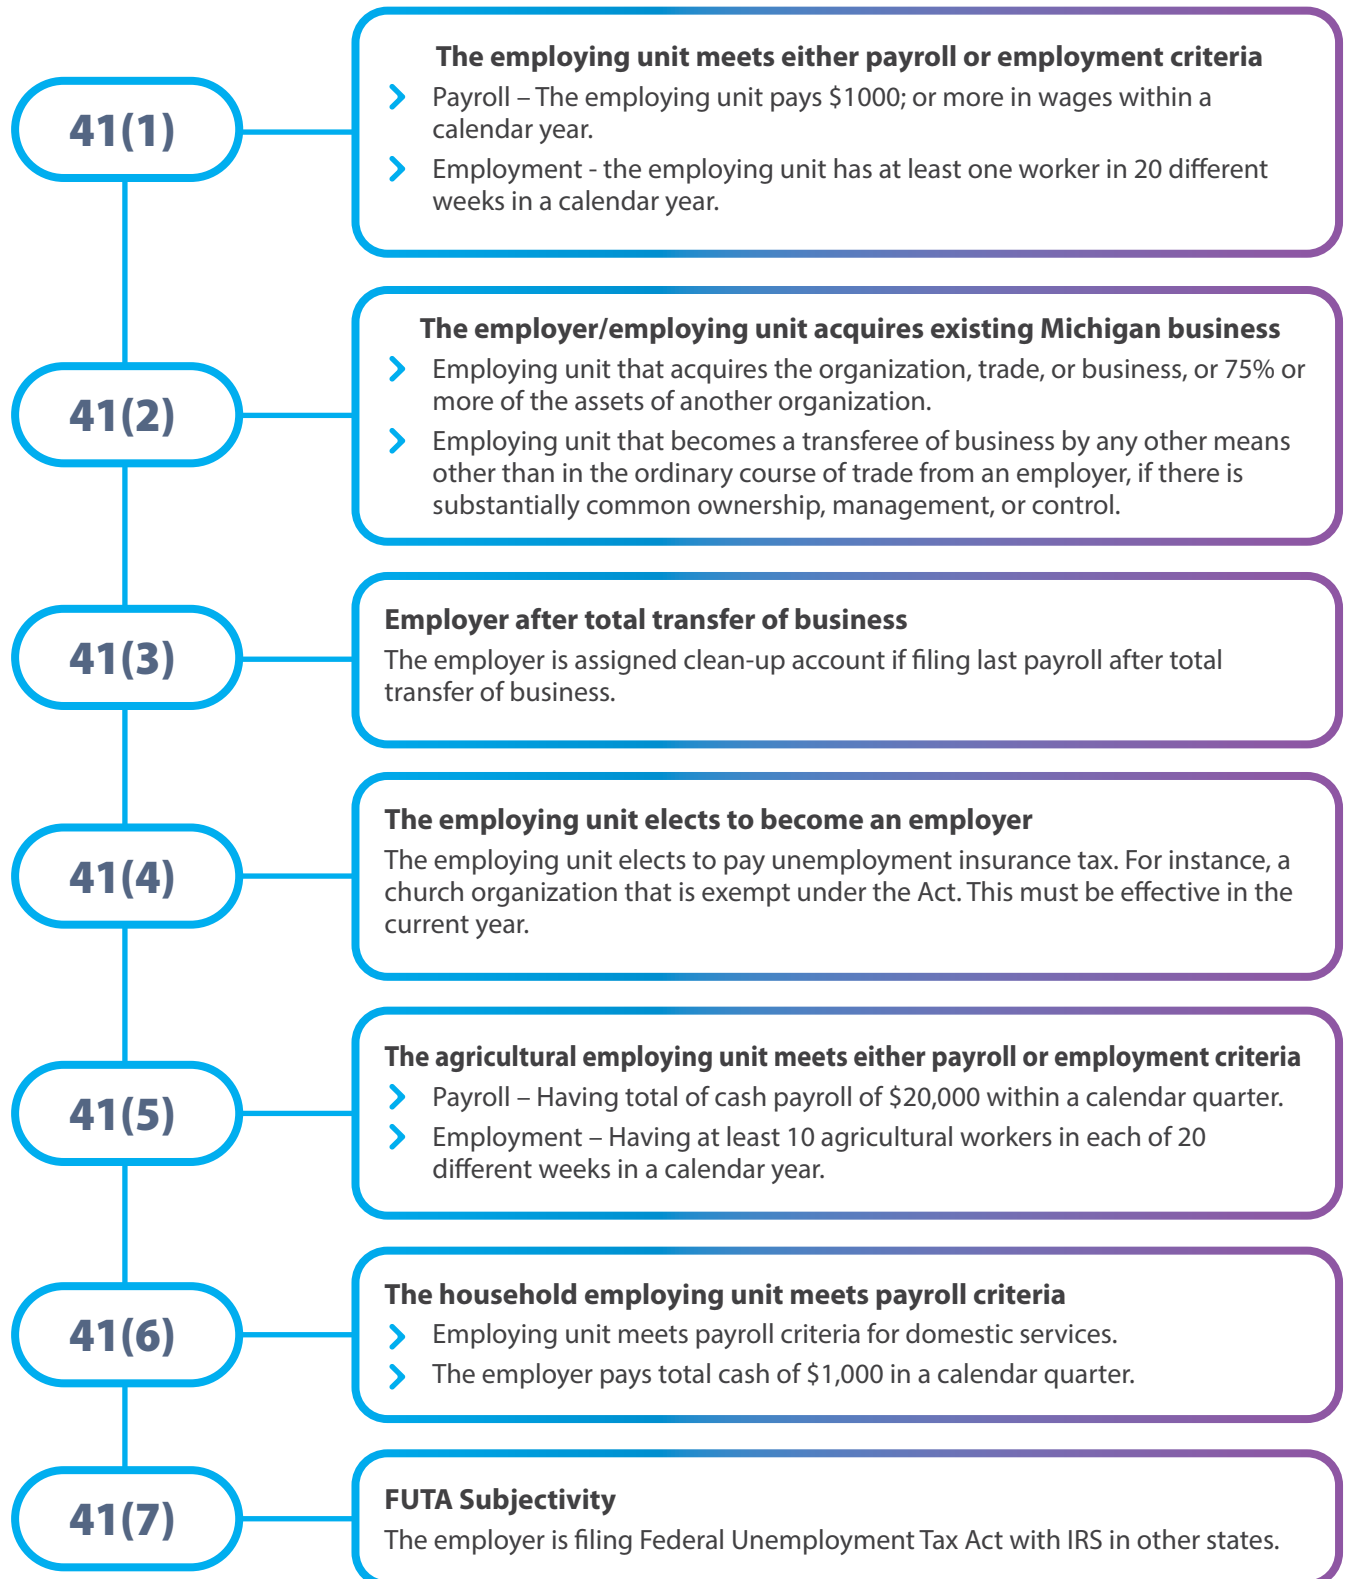 41(1)
The employing unit meets either payroll or employment criteria
Payroll – The employing unit pays $1000; or more in wages within a
calendar year.
Employment - the employing unit has at least one worker in 20 different
weeks in a calendar year.
41(2)
The employer/employing unit acquires existing Michigan business
Employing unit that acquires the organization, trade, or business, or 75% or
more of the assets of another organization.
Employing unit that becomes a transferee of business by any other means
other than in the ordinary course of trade from an employer, if there is
substantially common ownership, management, or control.
41(3)
Employer after total transfer of business
The employer is assigned clean-up account if filing last payroll after total
transfer of business.
41(4)
The employing unit elects to become an employer
The employing unit elects to pay unemployment insurance tax. For instance, a
church organization that is exempt under the Act. This must be effective in the
current year.
41(5)
The agricultural employing unit meets either payroll or employment criteria
Payroll – Having total of cash payroll of $20,000 within a calendar quarter.
Employment – Having at least 10 agricultural workers in each of 20
different weeks in a calendar year.
41(6)
The household employing unit meets payroll criteria
Employing unit meets payroll criteria for domestic services.
The employer pays total cash of $1,000 in a calendar quarter.
41(7)
FUTA Subjectivity
The employer is filing Federal Unemployment Tax Act with IRS in other states.